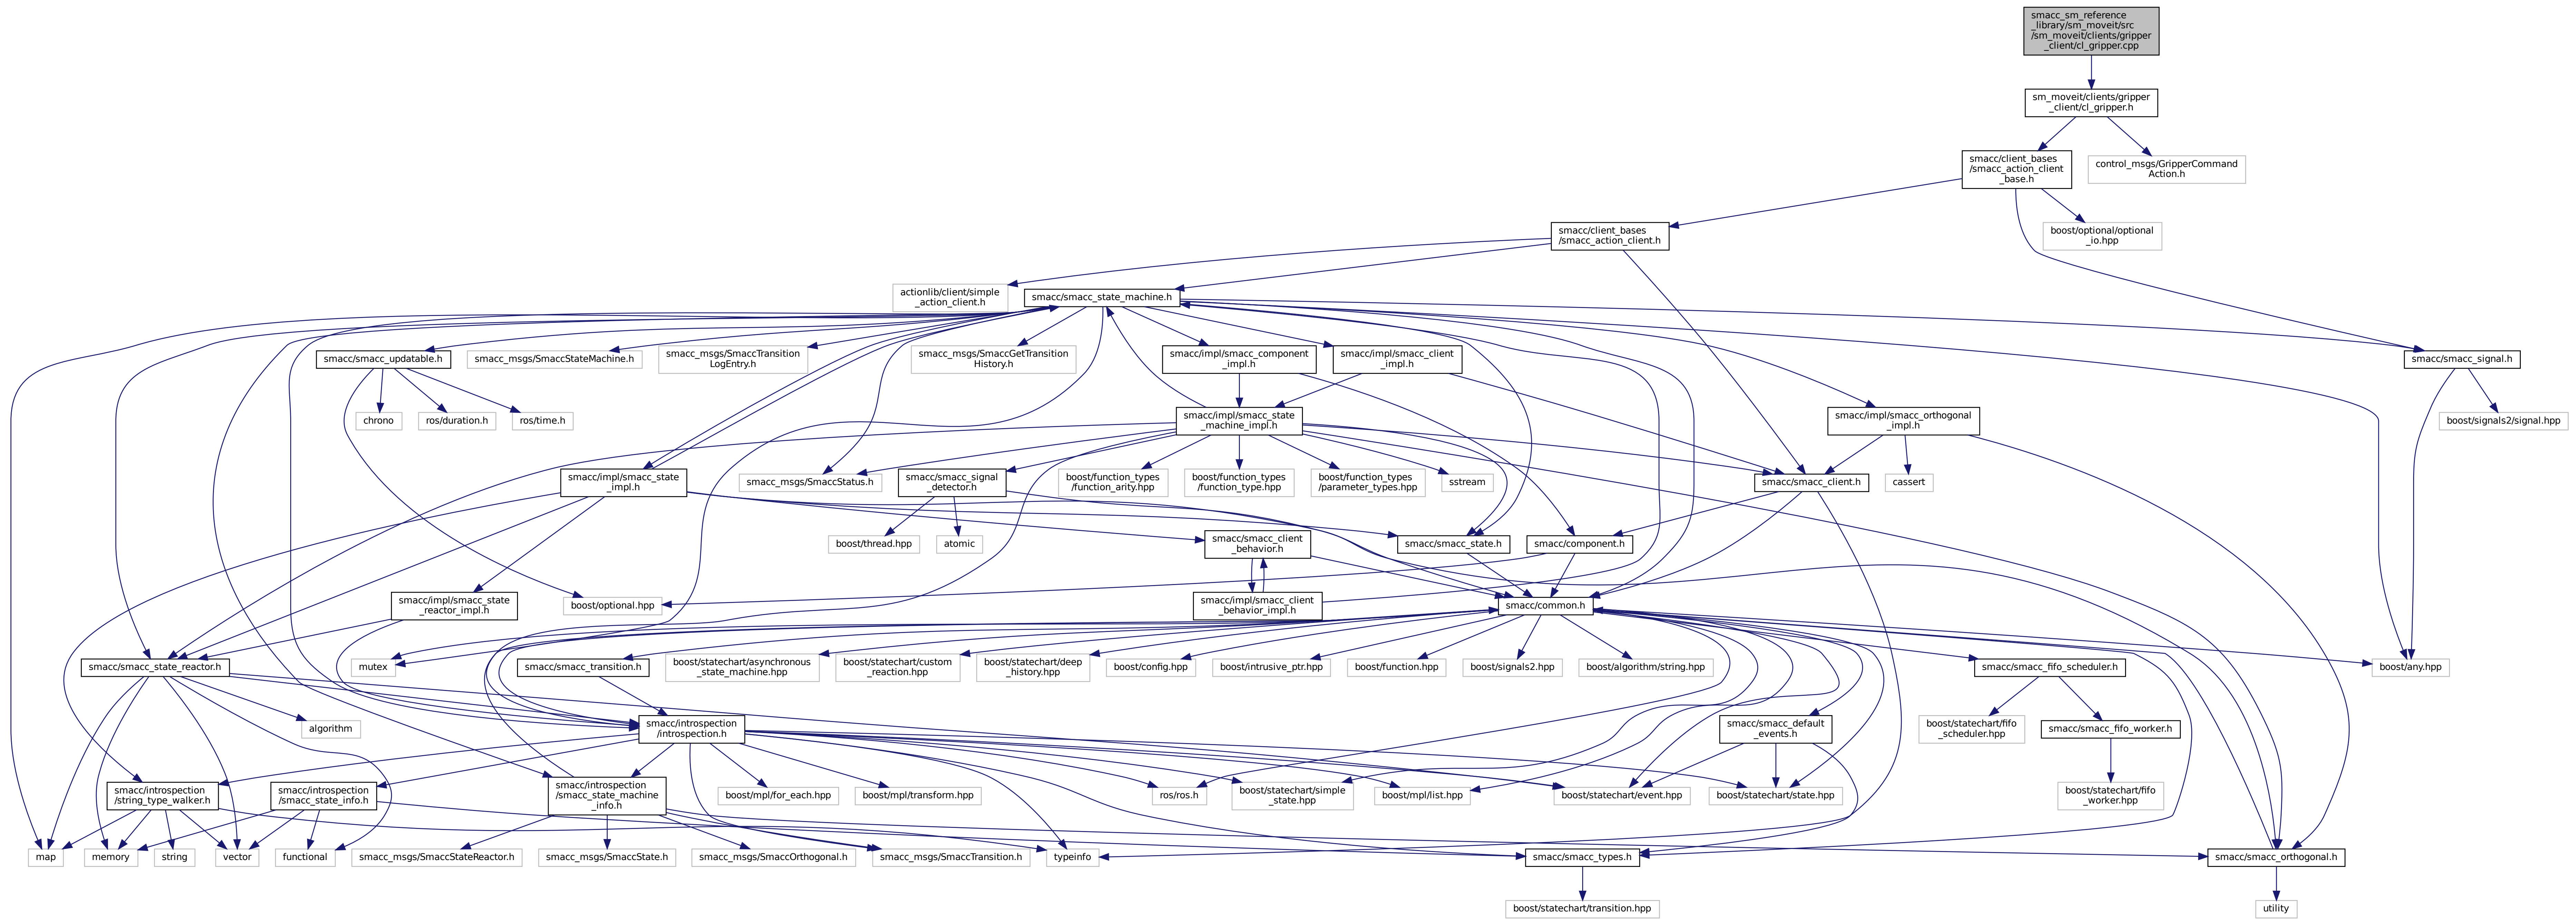 smacc_sm_reference
_library/sm_moveit/src
/sm_moveit/clients/gripper
_client/cl_gripper.cpp
sm_moveit/clients/gripper
_client/cl_gripper.h
smacc/client_bases
/smacc_action_client
_base.h
control_msgs/GripperCommand
Action.h
smacc/client_bases
/smacc_action_client.h
boost/optional/optional
_io.hpp
actionlib/client/simple
_action_client.h
smacc/smacc_state_machine.h
smacc/smacc_updatable.h
smacc_msgs/SmaccStateMachine.h
smacc_msgs/SmaccTransition
LogEntry.h
smacc_msgs/SmaccGetTransition
History.h
smacc/impl/smacc_component
_impl.h
smacc/impl/smacc_client
_impl.h
smacc/smacc_signal.h
chrono
ros/duration.h
ros/time.h
smacc/impl/smacc_state
_machine_impl.h
smacc/impl/smacc_orthogonal
_impl.h
boost/signals2/signal.hpp
smacc/impl/smacc_state
_impl.h
smacc_msgs/SmaccStatus.h
smacc/smacc_signal
_detector.h
boost/function_types
/function_arity.hpp
boost/function_types
/function_type.hpp
boost/function_types
/parameter_types.hpp
sstream
smacc/smacc_client.h
cassert
boost/thread.hpp
atomic
smacc/smacc_client
_behavior.h
smacc/smacc_state.h
smacc/component.h
smacc/impl/smacc_state
_reactor_impl.h
boost/optional.hpp
smacc/impl/smacc_client
_behavior_impl.h
smacc/common.h
smacc/smacc_state_reactor.h
mutex
smacc/smacc_transition.h
boost/statechart/asynchronous
_state_machine.hpp
boost/statechart/custom
_reaction.hpp
boost/statechart/deep
_history.hpp
boost/config.hpp
boost/intrusive_ptr.hpp
boost/function.hpp
boost/signals2.hpp
boost/algorithm/string.hpp
smacc/smacc_fifo_scheduler.h
boost/any.hpp
algorithm
smacc/introspection
/introspection.h
smacc/smacc_default
_events.h
boost/statechart/fifo
_scheduler.hpp
smacc/smacc_fifo_worker.h
smacc/introspection
/string_type_walker.h
smacc/introspection
/smacc_state_info.h
smacc/introspection
/smacc_state_machine
_info.h
boost/mpl/for_each.hpp
boost/mpl/transform.hpp
ros/ros.h
boost/statechart/simple
_state.hpp
boost/mpl/list.hpp
boost/statechart/event.hpp
boost/statechart/state.hpp
boost/statechart/fifo
_worker.hpp
map
memory
string
vector
functional
smacc_msgs/SmaccStateReactor.h
smacc_msgs/SmaccState.h
smacc_msgs/SmaccOrthogonal.h
smacc_msgs/SmaccTransition.h
typeinfo
smacc/smacc_types.h
smacc/smacc_orthogonal.h
boost/statechart/transition.hpp
utility